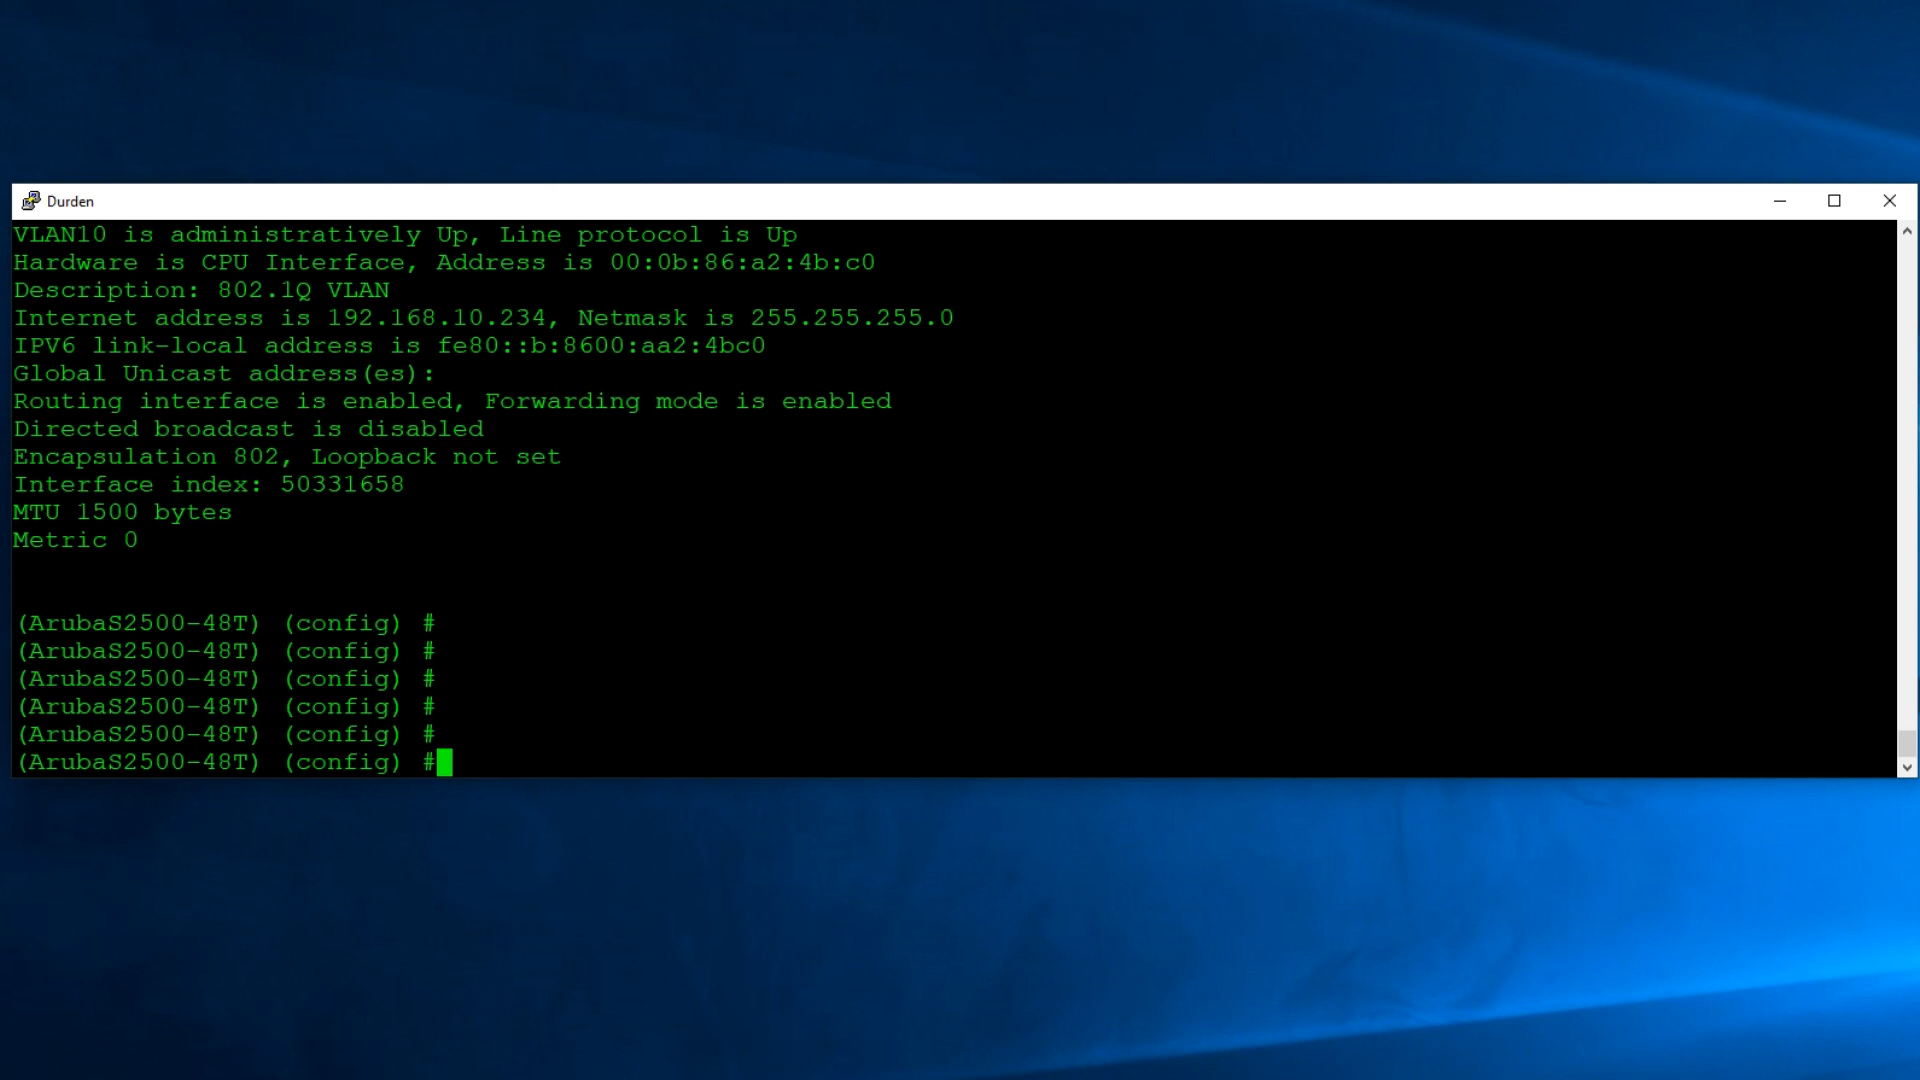 Durden
VLAN10 is administratively Up, Line protocol is Up
Hardware is CPU Interface, Address is 00:0b:86:a2:4b:c0
Description: 802.1Q VLAN
Internet address is 192.168.10.234, Netmask is 255.255.255.0
IPV6 link-local address is fe80::b:8600:aa2:4bc0
Global Unicast address(es):
Routing interface is enabled, Forwarding mode is enabled
Directed broadcast is disabled
Encapsulation 802, Loopback not set
Interface index: 50331658
MTU 1500 bytes
Metric 0
(ArubaS2500-48T) (config) #
(ArubaS2500-48T) (config) #
(ArubaS2500-48T) (config) #
(ArubaS2500-48T) (config) #
(ArubaS2500-48T) (config) #
(ArubaS2500-48T) (config) #